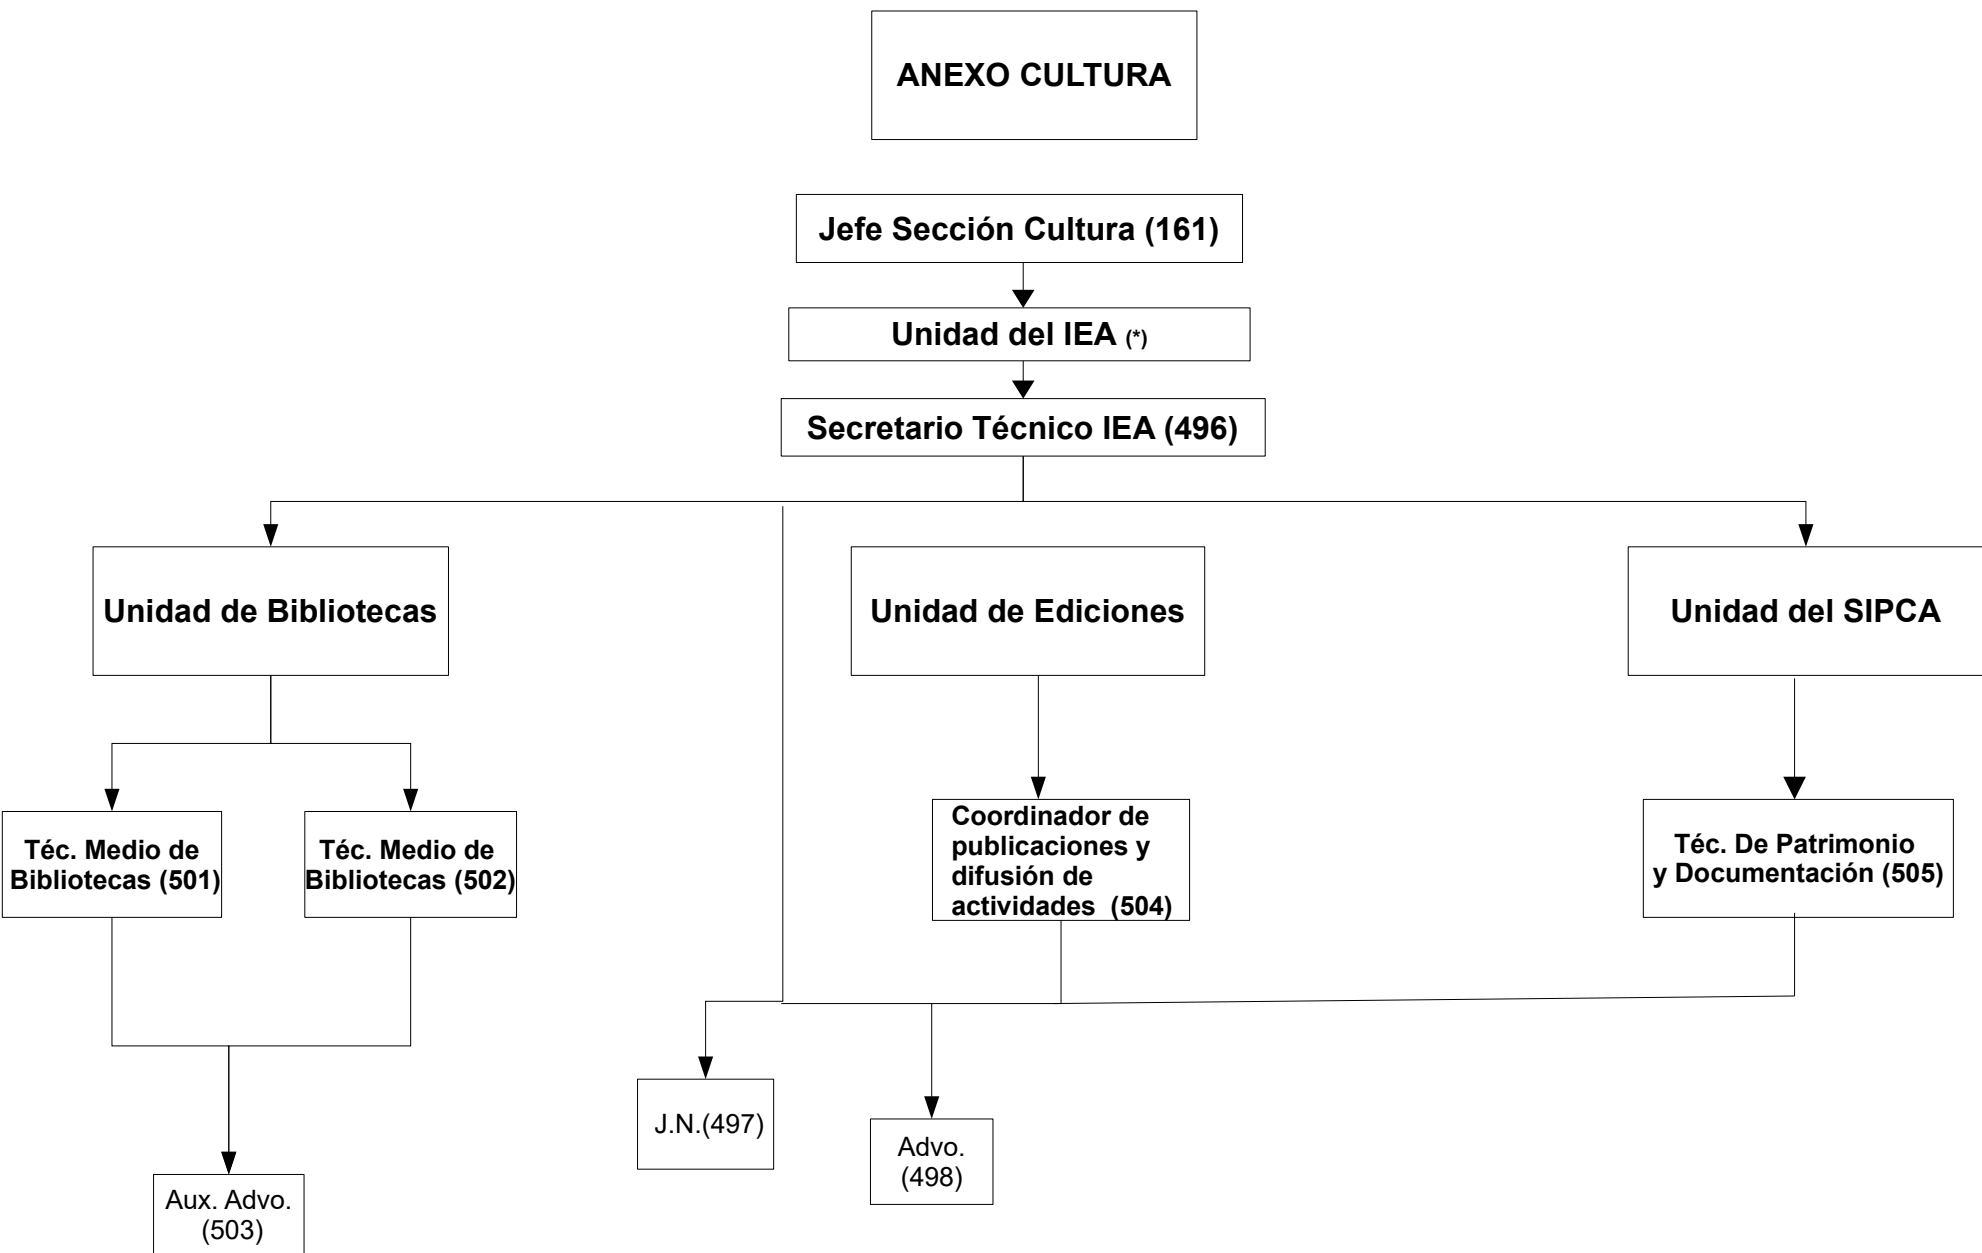 ANEXO CULTURA
Jefe Sección Cultura (161)
Unidad del IEA (*)
Secretario Técnico IEA (496)
Unidad de Bibliotecas
Unidad de Ediciones
Unidad del SIPCA
Téc. Medio de
Bibliotecas (501)
Téc. Medio de
Bibliotecas (502)
Coordinador de
publicaciones y
difusión de
actividades (504)
Téc. De Patrimonio
y Documentación (505)
J.N.(497)
Advo.
(498)
Aux. Advo.
(503)